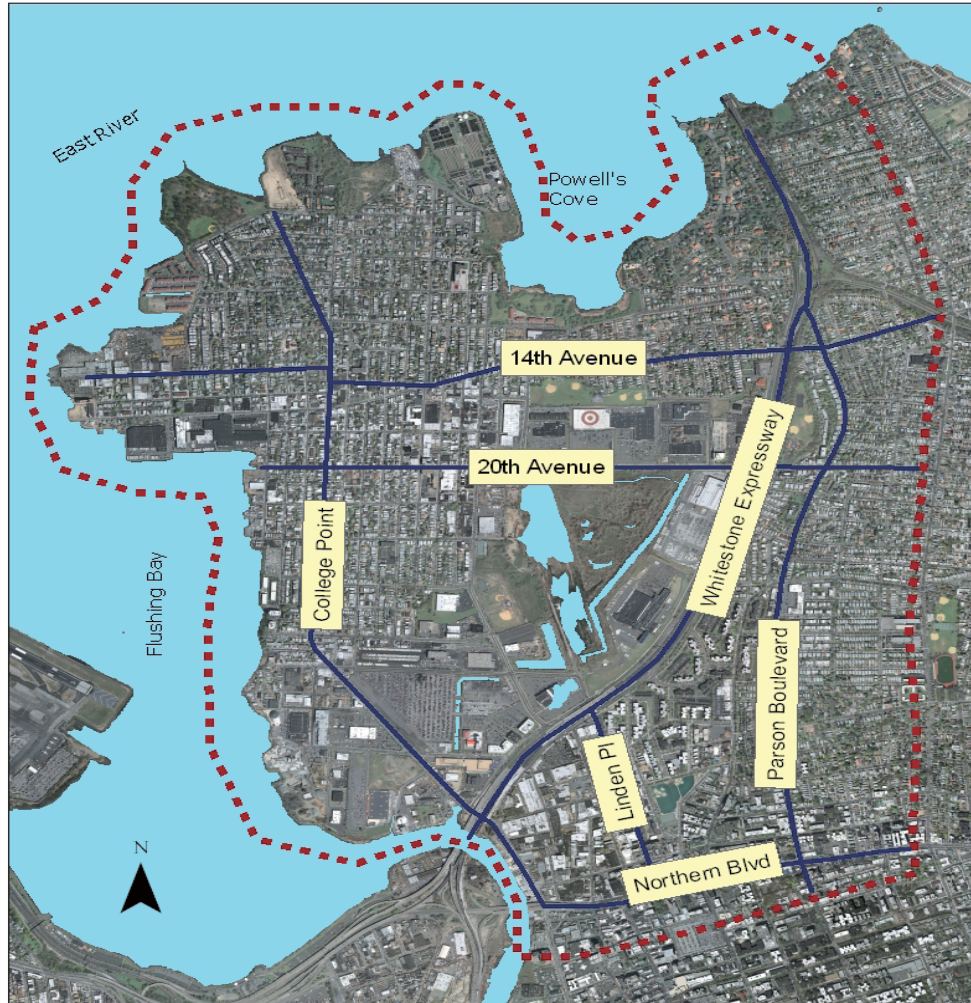 East River
Powell's
Cove
14th Avenue
20th Avenue
Whitestone Expressway
College Point
Flushing Bay
Parson Boulevard
Linden Pl
Northern Blvd
N